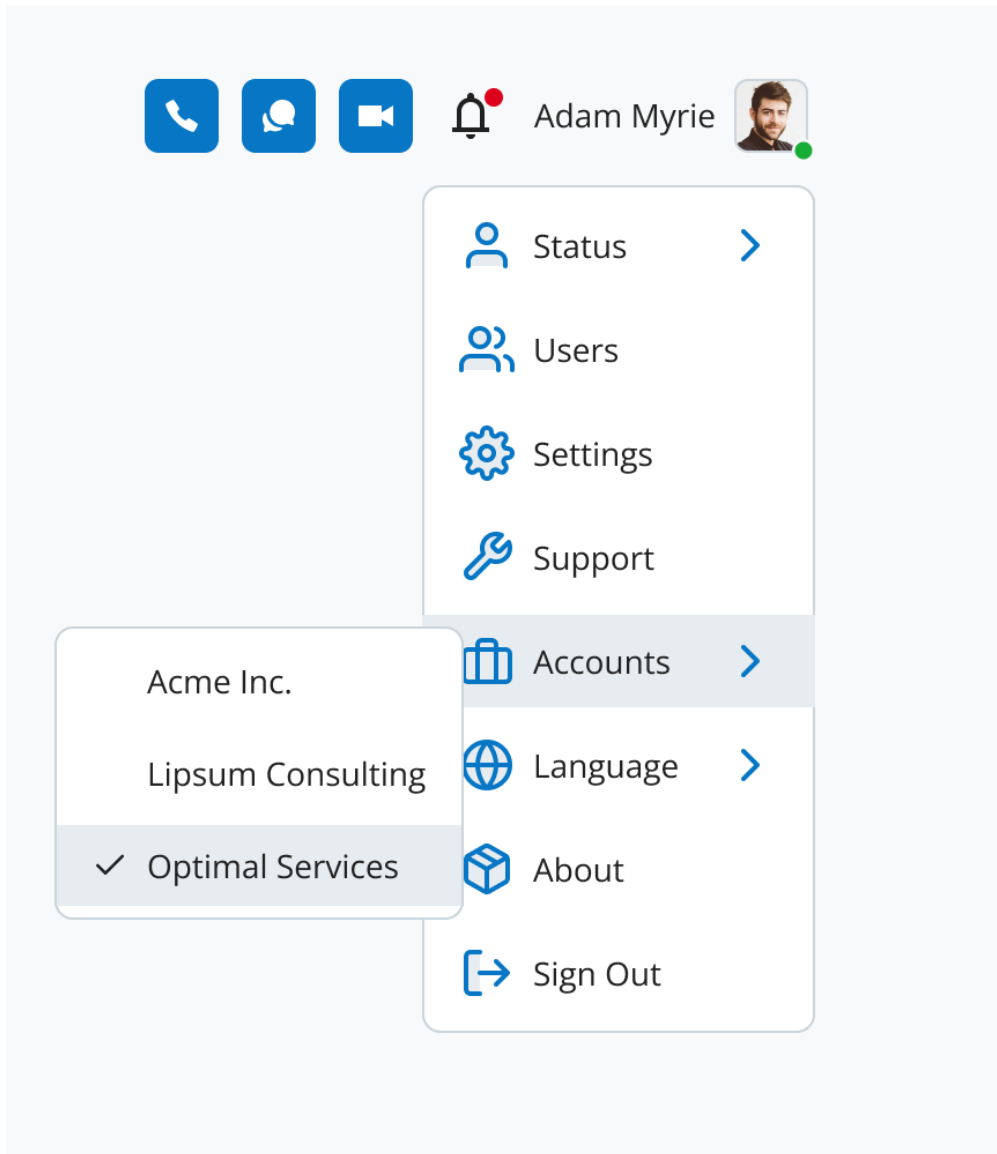 Adam Myrie
Status
Users
Settings
Support
Accounts
Acme Inc.
Lipsum Consulting
Optimal Services
Language
About
Sign Out